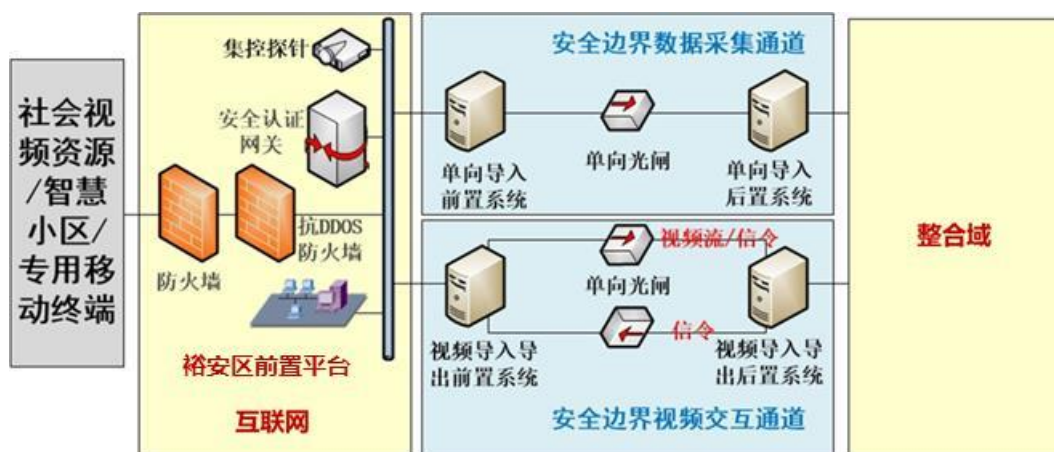 社会视
频资源
/智慧
小区/
专用移
动终端
集控探针
安全认证
网关
防火墙
抗DDOS
防火墙
裕安区前置平台
互联网
安全边界数据采集通道
单向导入
前置系统
单向光闸
单向导入
后置系统
视频流/信令
单向光闸
信令
视频导入导
出前置系统
视频导入导
出后置系统
安全边界视频交互通道
整合域